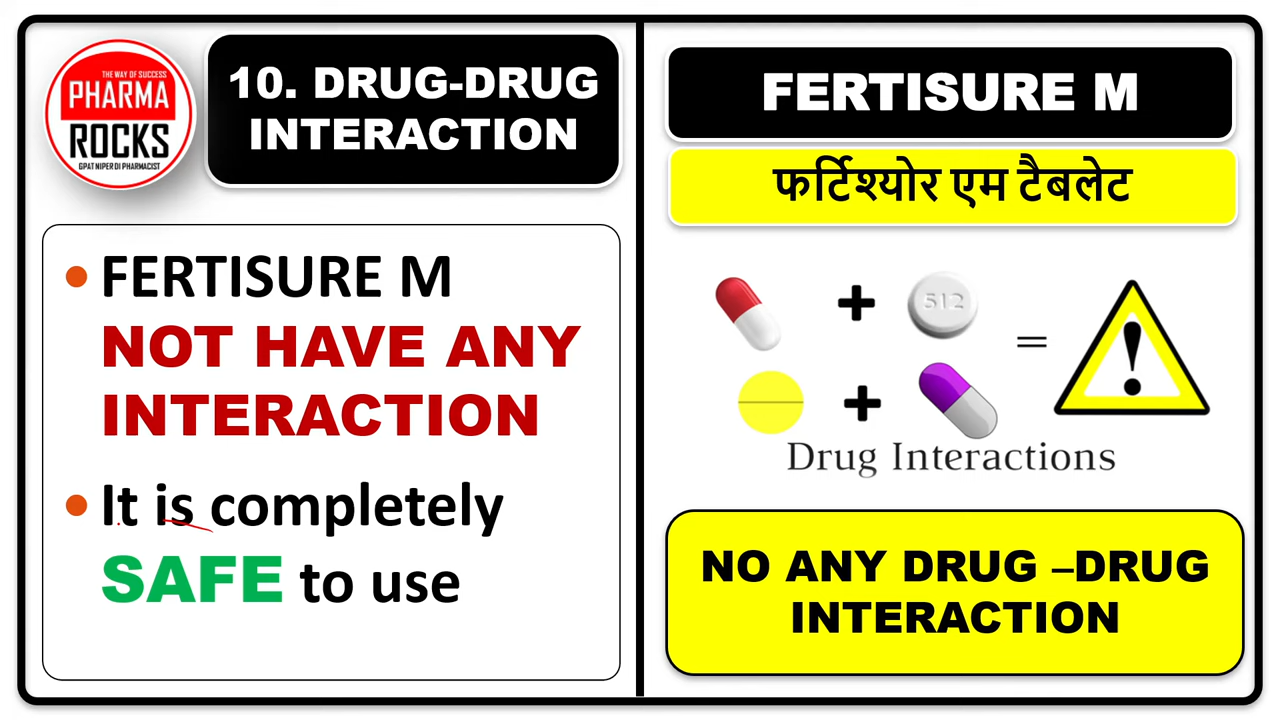 THE WAY OF SUCCESS
PHARMA
ROCKS
GPAT NIPER DI PHARMACIST
10. DRUG-DRUG
INTERACTION
• FERTISURE M
NOT HAVE ANY
INTERACTION
• It is completely
SAFE to use
FERTISURE M
फर्टिश्योर एम टैबलेट
+ 512
=
!
+
Drug Interactions
NO ANY DRUG –DRUG
INTERACTION